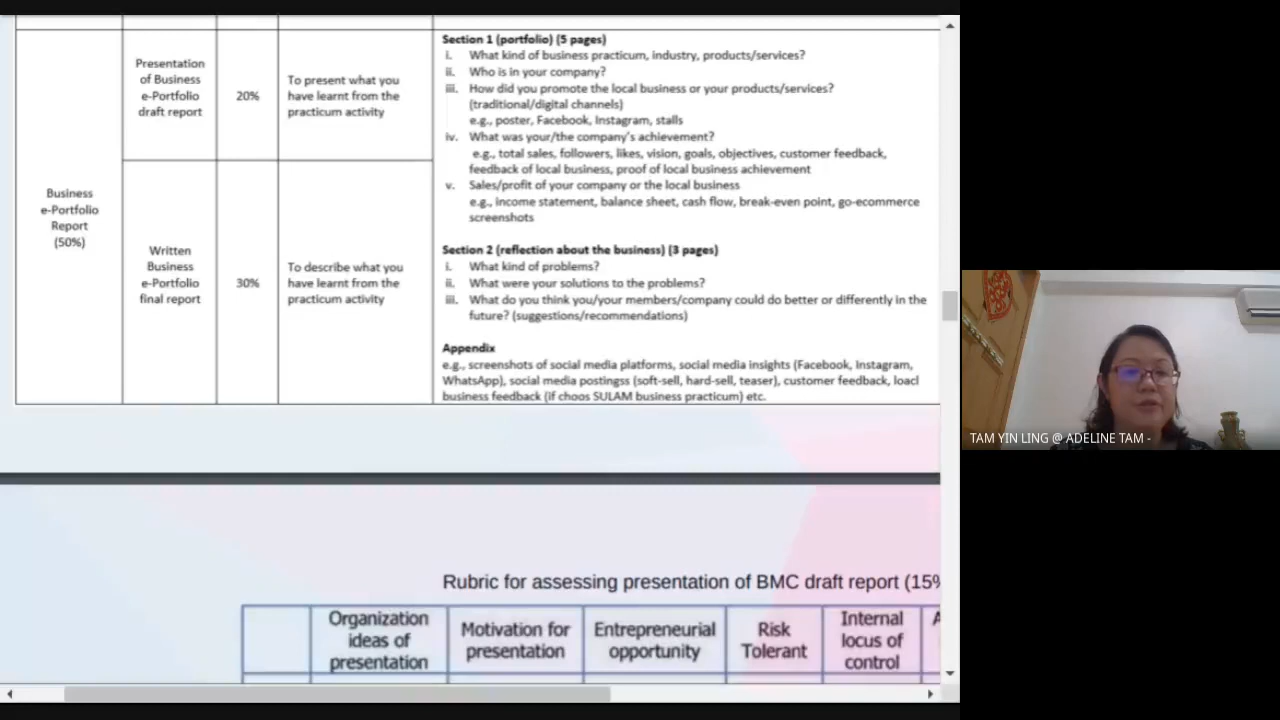 Business
e-Portfolio
Report
(50%)
Presentation
of Business
e-Portfolio
draft report
20%
To present what you
have learnt from the
practicum activity
Written
Business
e-Portfolio
final report
30%
To describe what you
have learnt from the
practicum activity
Section 1 (portfolio) (5 pages)
i. What kind of business practicum, industry, products/services?
ii. Who is in your company?
iii. How did you promote the local business or your products/services?
(traditional/digital channels)
e.g., poster, Facebook, Instagram, stalls
iv. What was your/the company's achievement?
e.g., total sales, followers, likes, vision, goals, objectives, customer feedback,
feedback of local business, proof of local business achievement
v. Sales/profit of your company or the local business
e.g., income statement, balance sheet, cash flow, break-even point, go-ecommerce
screenshots
Section 2 (reflection about the business) (3 pages)
i. What kind of problems?
ii. What were your solutions to the problems?
iii. What do you think you/your members/company could do better or differently in the
future? (suggestions/recommendations)
Appendix
e.g., screenshots of social media platforms, social media insights (Facebook, Instagram,
WhatsApp), social media postingss (soft-sell, hard-sell, teaser), customer feedback, loacl
business feedback (if choos SULAM business practicum) etc.
Rubric for assessing presentation of BMC draft report (15%
Organization
ideas of
presentation
Motivation for
presentation
Entrepreneurial
opportunity
Risk
Tolerant
Internal
locus of
control
TAM YIN LING @ ADELINE TAM -